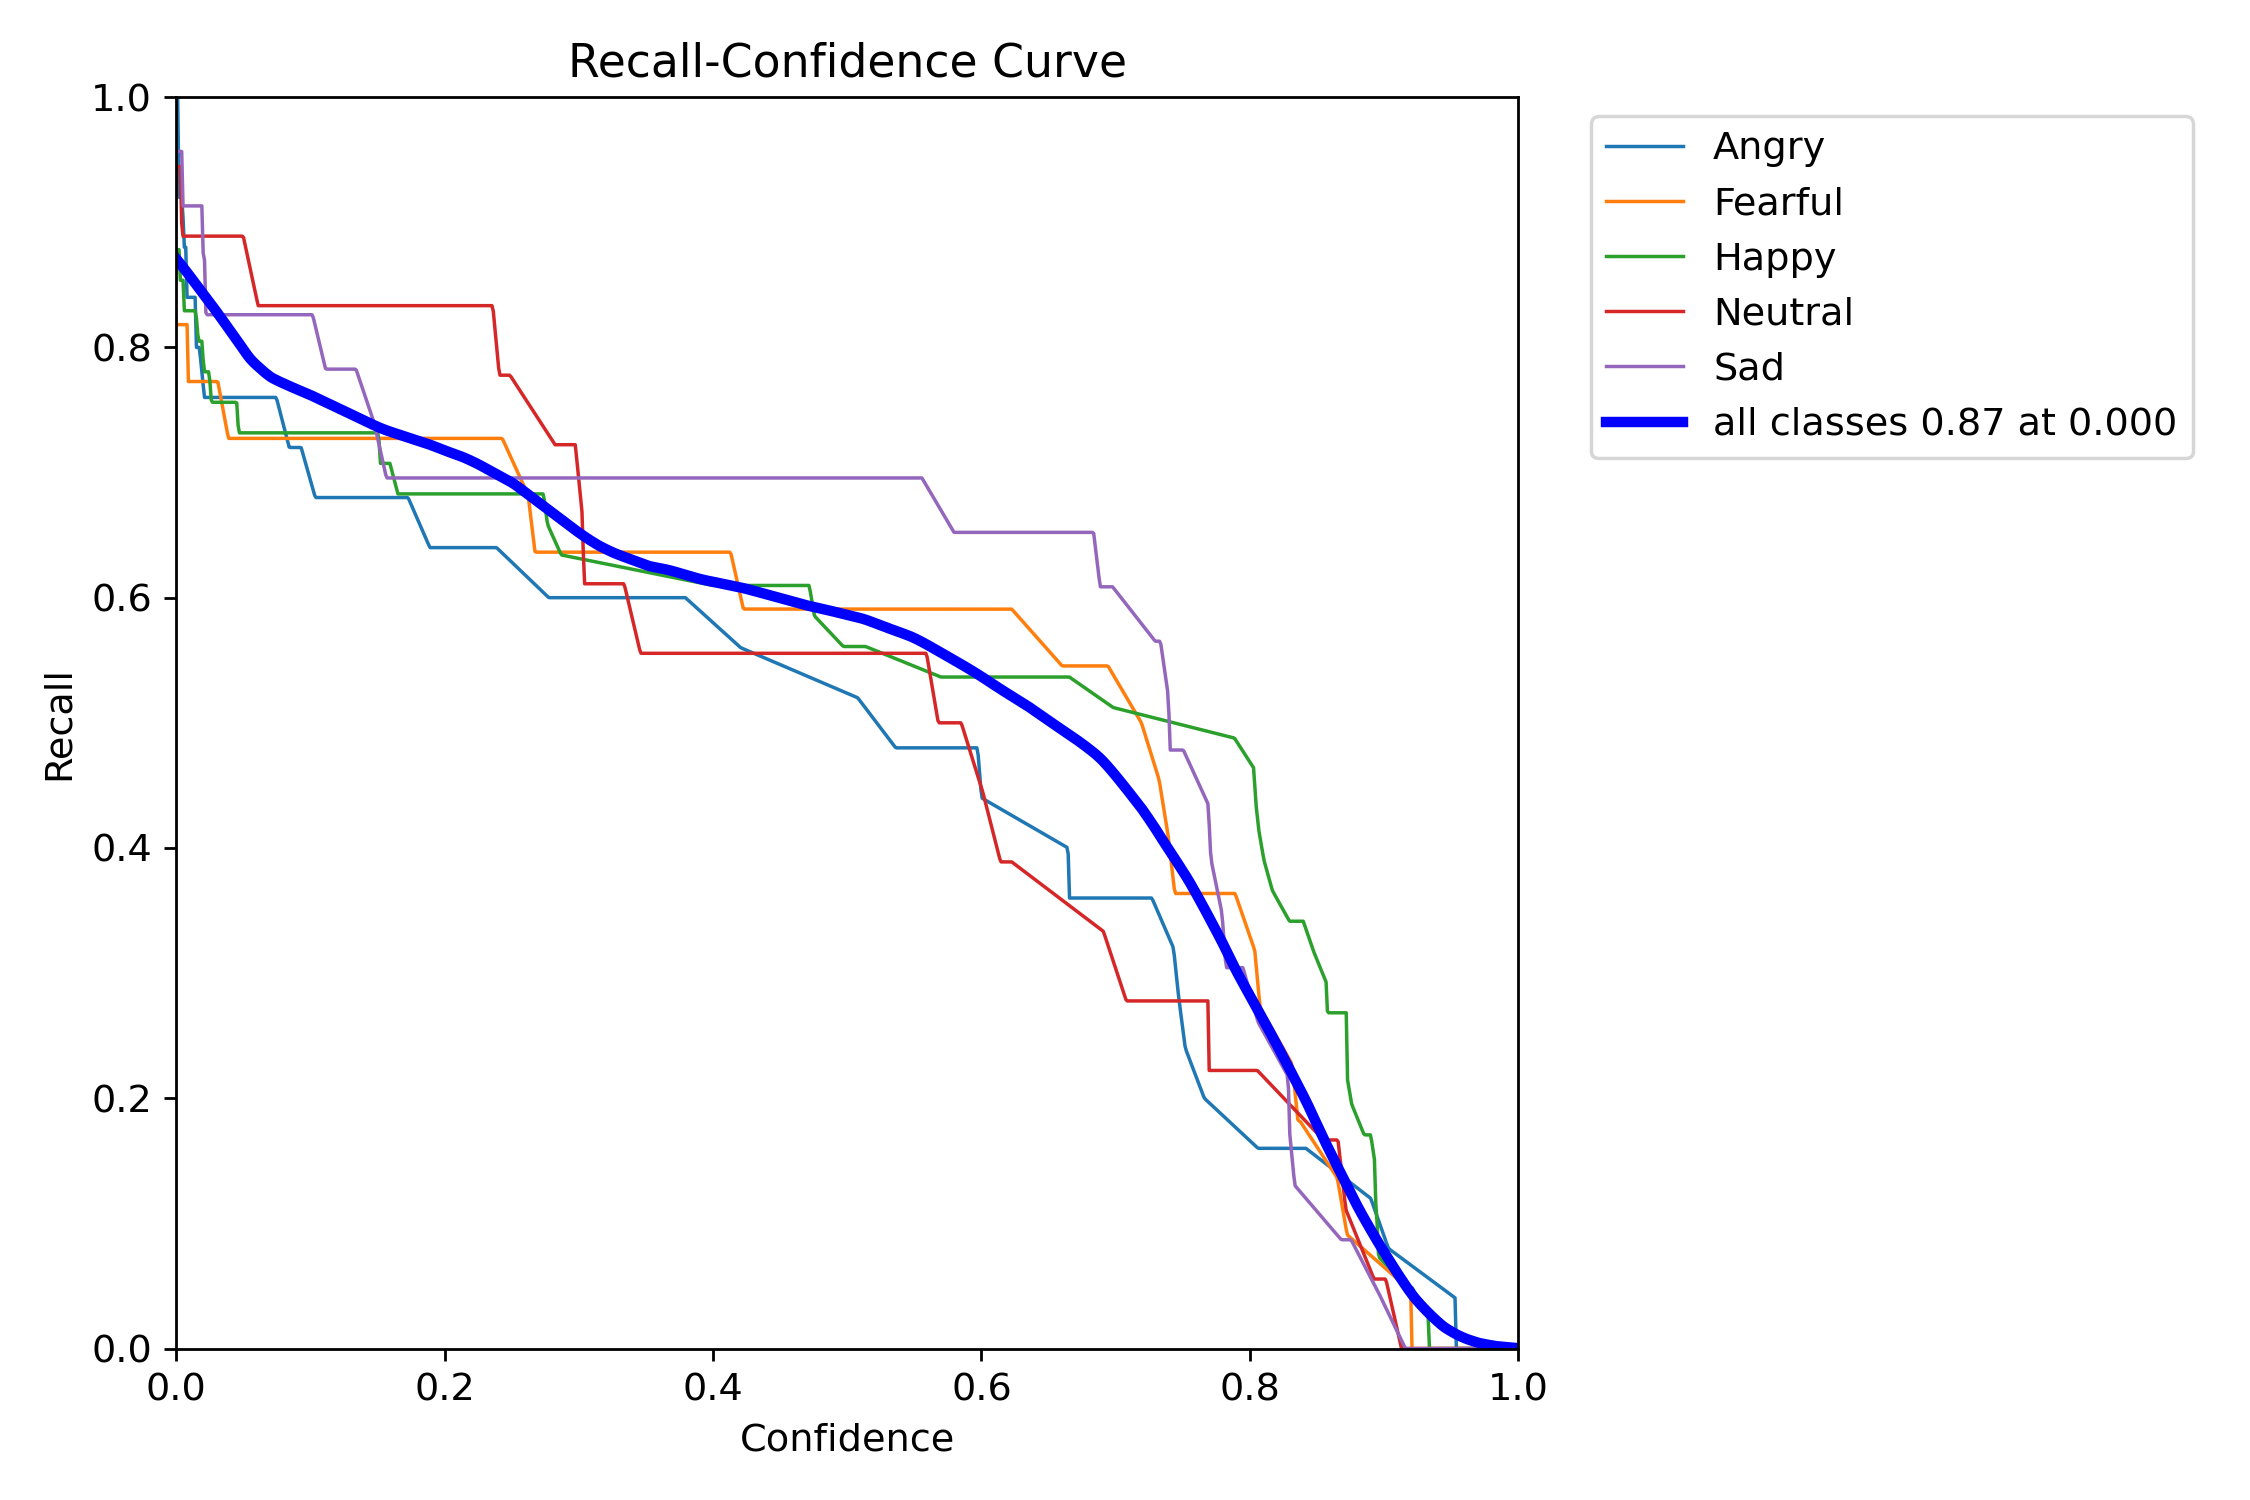 Recall-Confidence Curve
1.0
0.8
0.6
0.4
0.2
0.0
Recall
0.0 0.2 0.4 0.6 0.8 1.0
Confidence
Angry
Fearful
Happy
Neutral
Sad
all classes 0.87 at 0.000